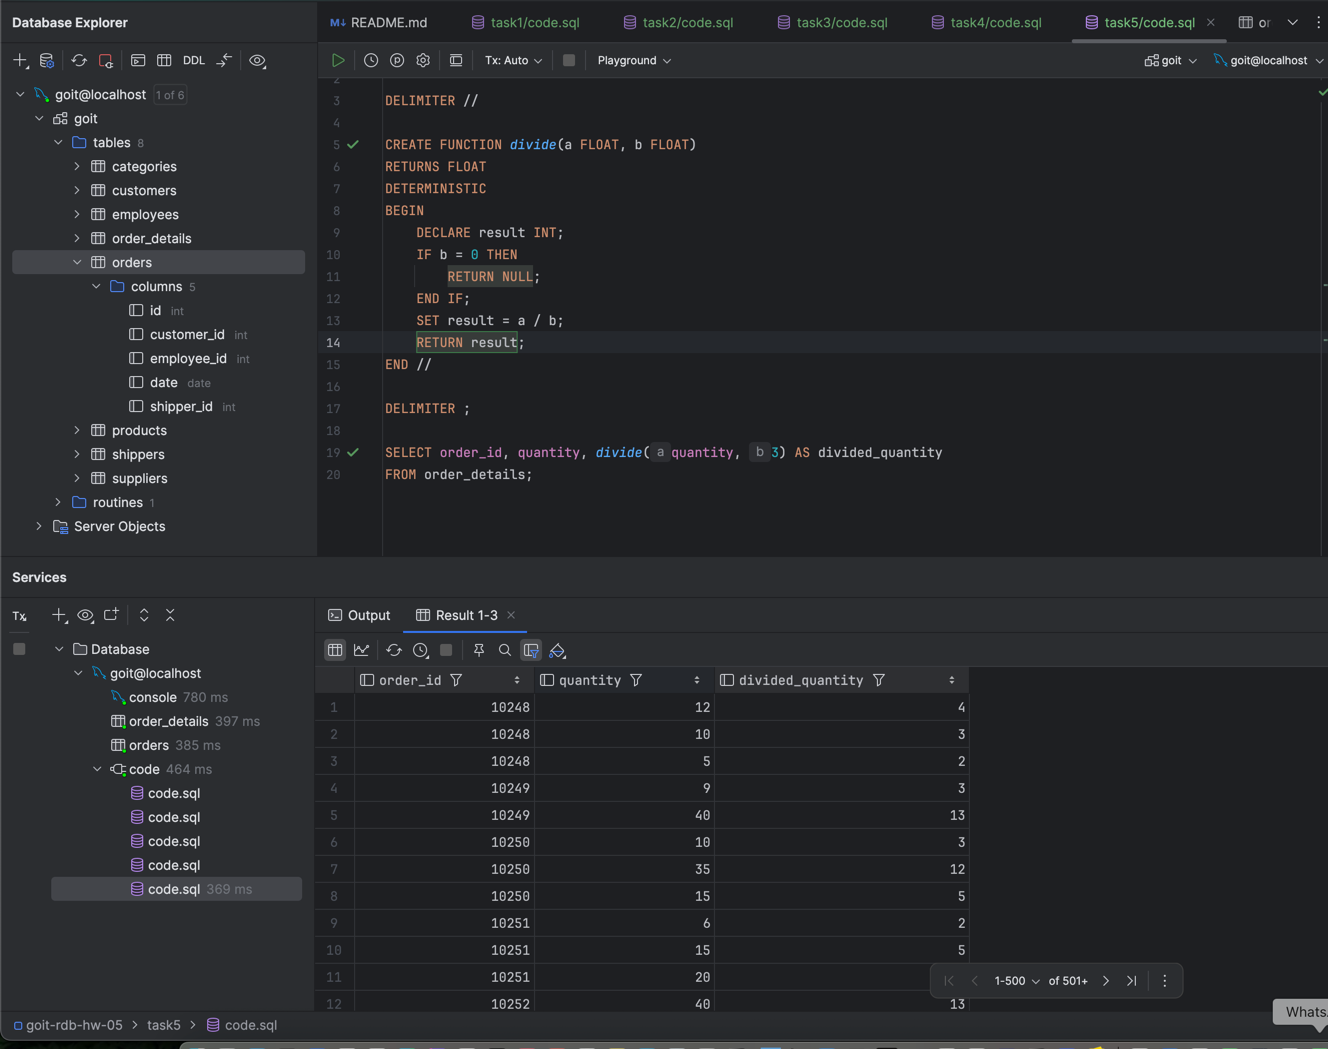 Database Explorer
M↓ README.md
task1/code.sql
task2/code.sql
task3/code.sql
task4/code.sql
task5/code.sql
or
DDL
Tx: Auto
Playground
goit
goit@localhost
goit@localhost 1 of 6
goit
tables 8
categories
customers
employees
order_details
orders
columns 5
id int
customer_id int
employee_id int
date date
shipper_id int
products
shippers
suppliers
routines 1
Server Objects
2
3 DELIMITER //
4
5 CREATE FUNCTION divide(a FLOAT, b FLOAT)
6 RETURNS FLOAT
7 DETERMINISTIC
8 BEGIN
9 DECLARE result INT;
10 IF b = 0 THEN
11 RETURN NULL;
12 END IF;
13 SET result = a / b;
14 RETURN result;
15 END //
16
17 DELIMITER ;
18
19 SELECT order_id, quantity, divide( a quantity, b 3) AS divided_quantity
20 FROM order_details;
Services
Tx
Database
goit@localhost
console 780 ms
order_details 397 ms
orders 385 ms
code 464 ms
code.sql
code.sql
code.sql
code.sql
code.sql 369 ms
Output
Result 1-3
order_id quantity divided_quantity
1 10248 12 4
2 10248 10 3
3 10248 5 2
4 10249 9 3
5 10249 40 13
6 10250 10 3
7 10250 35 12
8 10250 15 5
9 10251 6 2
10 10251 15 5
11 10251 20
12 10252 40 13
1-500 of 501+
Whats
goit-rdb-hw-05 > task5 > code.sql